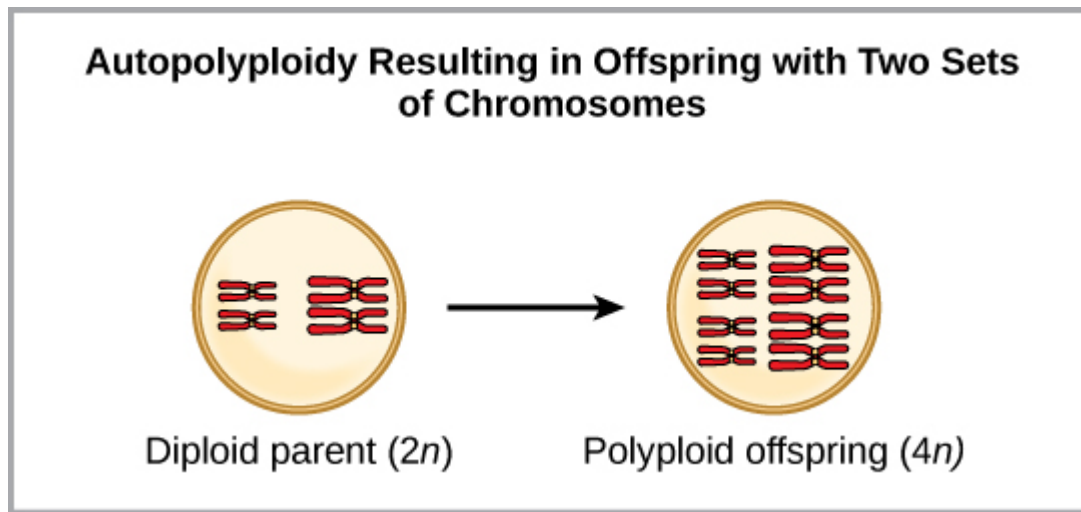 Autopolyploidy Resulting in Offspring with Two Sets
of Chromosomes
Diploid parent (2n)
Polyploid offspring (4n)